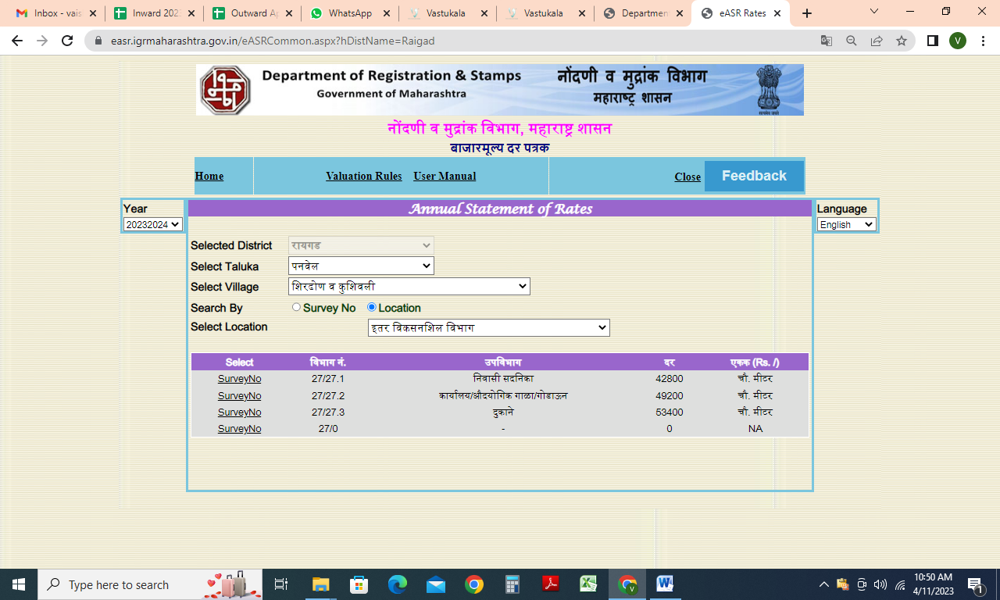 Inbox - vais
Inward 202
Outward Ap
WhatsApp
Vastukala
Vastukala
Department
eASR Rates
easr.igrmaharashtra.gov.in/eASRCommon.aspx?hDistName=Raigad
V
Department of Registration & Stamps
Government of Maharashtra
नोंदणी व मुद्रांक विभाग
महाराष्ट्र शासन
नोंदणी व मुद्रांक विभाग, महाराष्ट्र शासन
बाजारमूल्य दर पत्रक
Home Valuation Rules User Manual Close Feedback
Year
20232024
Annual Statement of Rates
Language
English
Selected District रायगड
Select Taluka पनवेल
Select Village शिरढोण व कुशिवली
Search By Survey No Location
Select Location इतर विकसनशिल विभाग
Select विभाग नं. उपविभाग दर एकक (Rs. /)
SurveyNo 27/27.1 निवासी सदनिका 42800 चौ. मीटर
SurveyNo 27/27.2 कार्यालय/औदयोगिक गाळा/गोडाऊन 49200 चौ. मीटर
SurveyNo 27/27.3 दुकाने 53400 चौ. मीटर
SurveyNo 27/0 - 0 NA
Type here to search
10:50 AM
4/11/2023
1